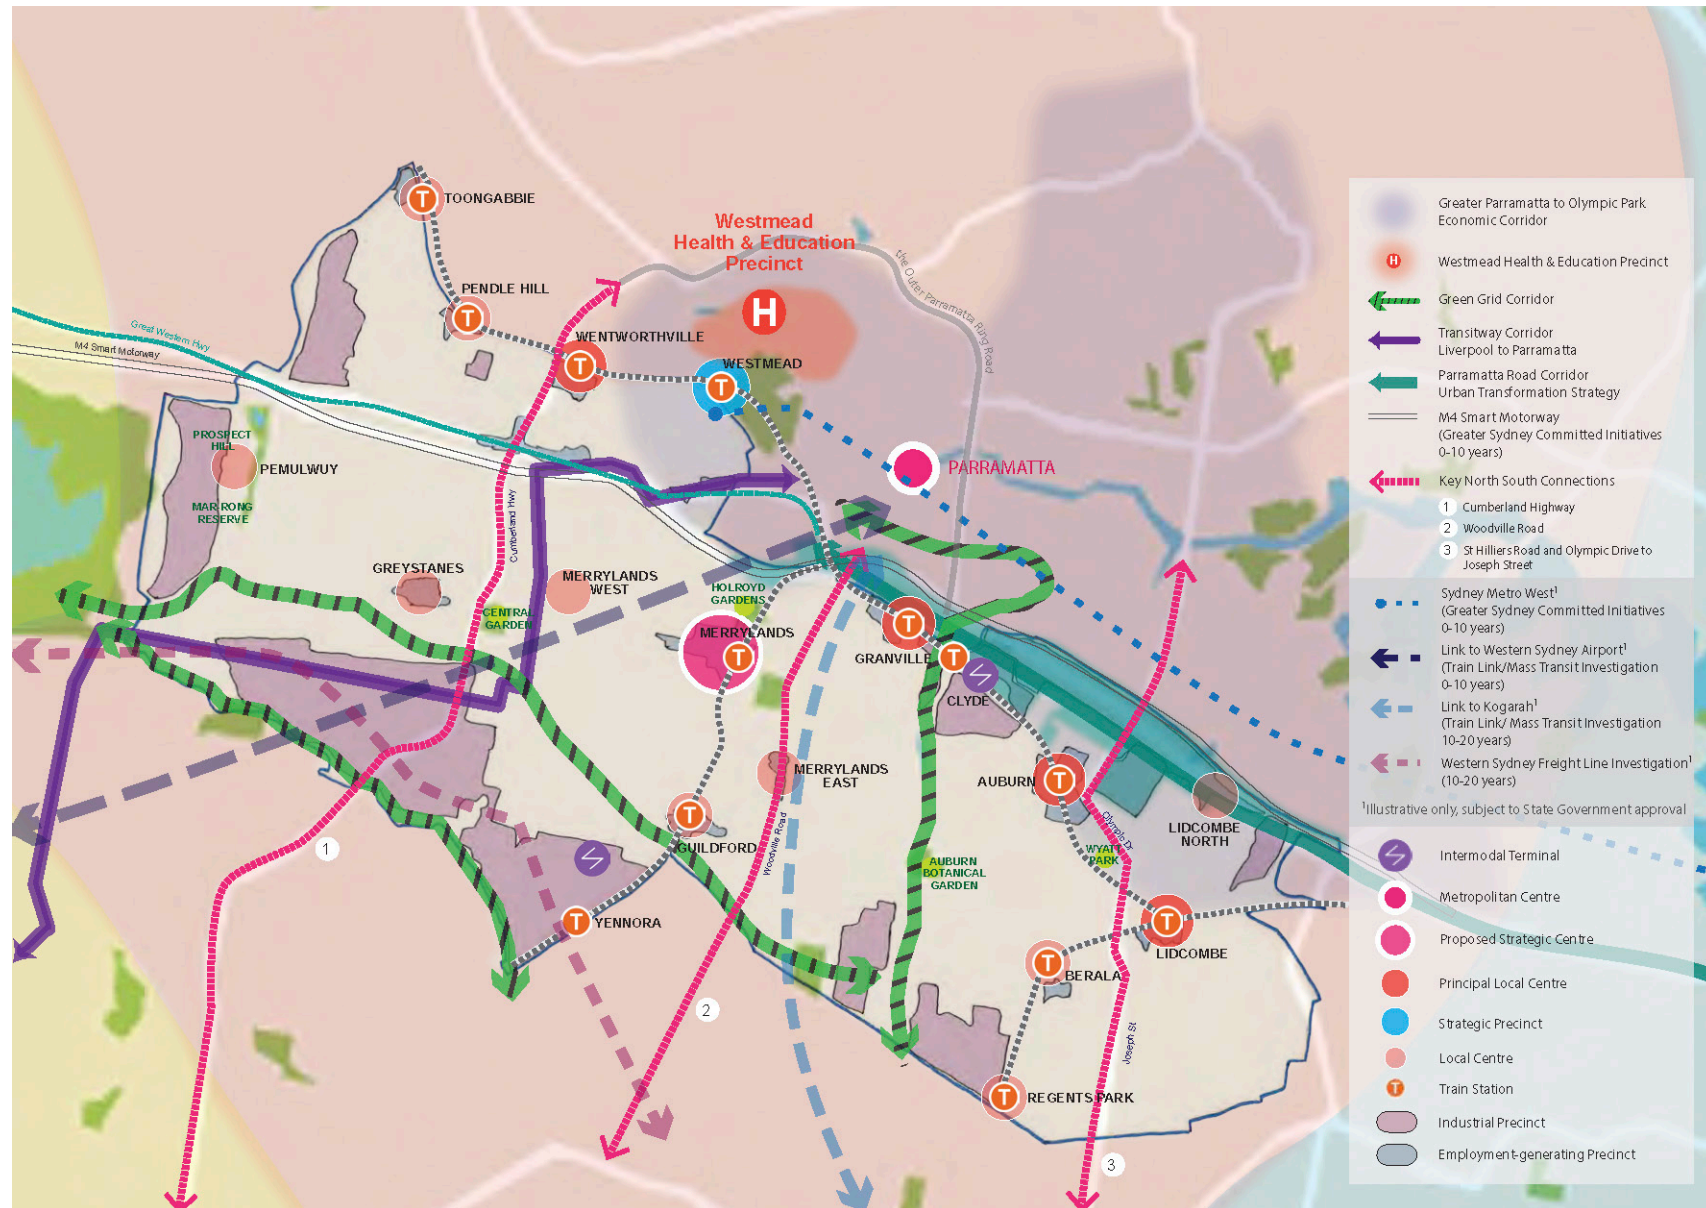 TOONGABBIE
Westmead
Health & Education
Precinct
the Outer Parramatta Ring Road
PENDLE HILL
H
Great Western Hwy
M4 Smart Motorway
WENTWORTHVILLE
WESTMEAD
PROSPECT
HILL
PEMULWUY
MARRONG
RESERVE
PARRAMATTA
Cumberland Hwy
GREYSTANES
MERRYLANDS
WEST
HOLROYD
GARDENS
CENTRAL
GARDEN
MERRYLANDS
GRANVILLE
CLYDE
MERRYLANDS
EAST
AUBURN
Woodville Road
Olympic Dr
LIDCOMBE
NORTH
WYATT
PARK
1
GUILDFORD
AUBURN
BOTANICAL
GARDEN
YENNORA
LIDCOMBE
BERALA
2
Joseph St
REGENTS PARK
3
T
T
T
T
T
T
T
T
T
T
T
T
T
Greater Parramatta to Olympic Park
Economic Corridor
H
Westmead Health & Education Precinct
Green Grid Corridor
Transitway Corridor
Liverpool to Parramatta
Parramatta Road Corridor
Urban Transformation Strategy
M4 Smart Motorway
(Greater Sydney Committed Initiatives
0-10 years)
Key North South Connections
1 Cumberland Highway
2 Woodville Road
3 St Hilliers Road and Olympic Drive to
Joseph Street
Sydney Metro West¹
(Greater Sydney Committed Initiatives
0-10 years)
Link to Western Sydney Airport¹
(Train Link/Mass Transit Investigation
0-10 years)
Link to Kogarah¹
(Train Link/ Mass Transit Investigation
10-20 years)
Western Sydney Freight Line Investigation¹
(10-20 years)
¹Illustrative only, subject to State Government approval
Intermodal Terminal
Metropolitan Centre
Proposed Strategic Centre
Principal Local Centre
Strategic Precinct
Local Centre
T Train Station
Industrial Precinct
Employment-generating Precinct